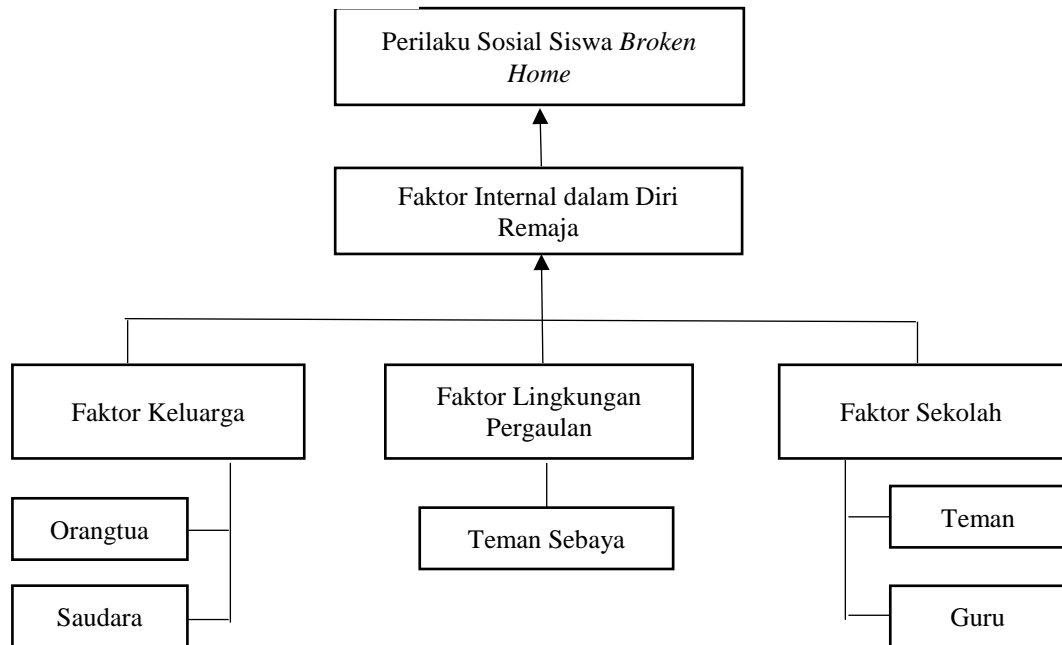 Perilaku Sosial Siswa Broken
Home
Faktor Internal dalam Diri
Remaja
Faktor Keluarga
Faktor Lingkungan
Pergaulan
Faktor Sekolah
Orangtua
Teman Sebaya
Teman
Saudara
Guru